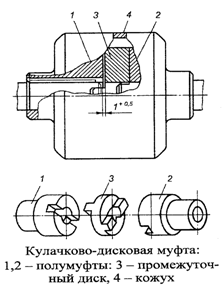 1 3 4 2
1+0,5
1 3 2
Кулачково-дисковая муфта:
1,2 – полумуфты: 3 – промежуточ-
ный диск, 4 – кожух